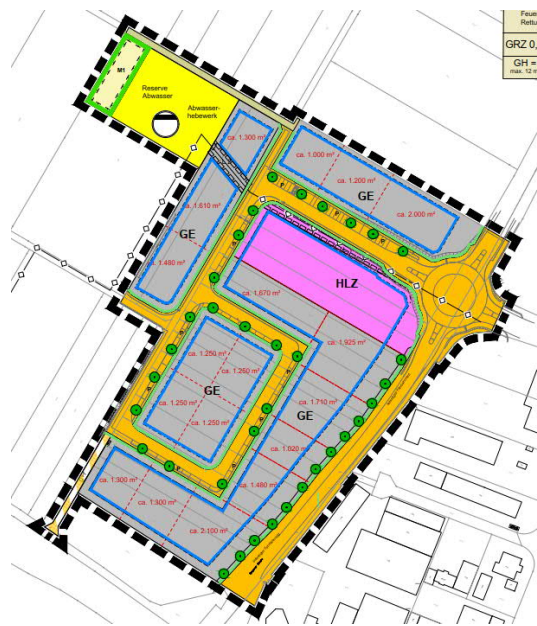 Feue
Rettu
GRZ 0,
GH =
max. 12 m
M1
Reserve
Abwasser
Abwasser-
hebewerk
ca. 1.300 m²
ca. 1.000 m²
ca. 1.200 m²
GE
ca. 2.000 m²
ca. 1.610 m²
GE
ca. 1.480 m²
HLZ
ca. 1.670 m²
ca. 1.925 m²
ca. 1.250 m²
ca. 1.250 m²
GE
ca. 1.250 m²
ca. 1.250 m²
ca. 1.710 m²
GE
ca. 1.020 m²
ca. 1.480 m²
ca. 1.300 m²
ca. 1.300 m²
ca. 2.100 m²